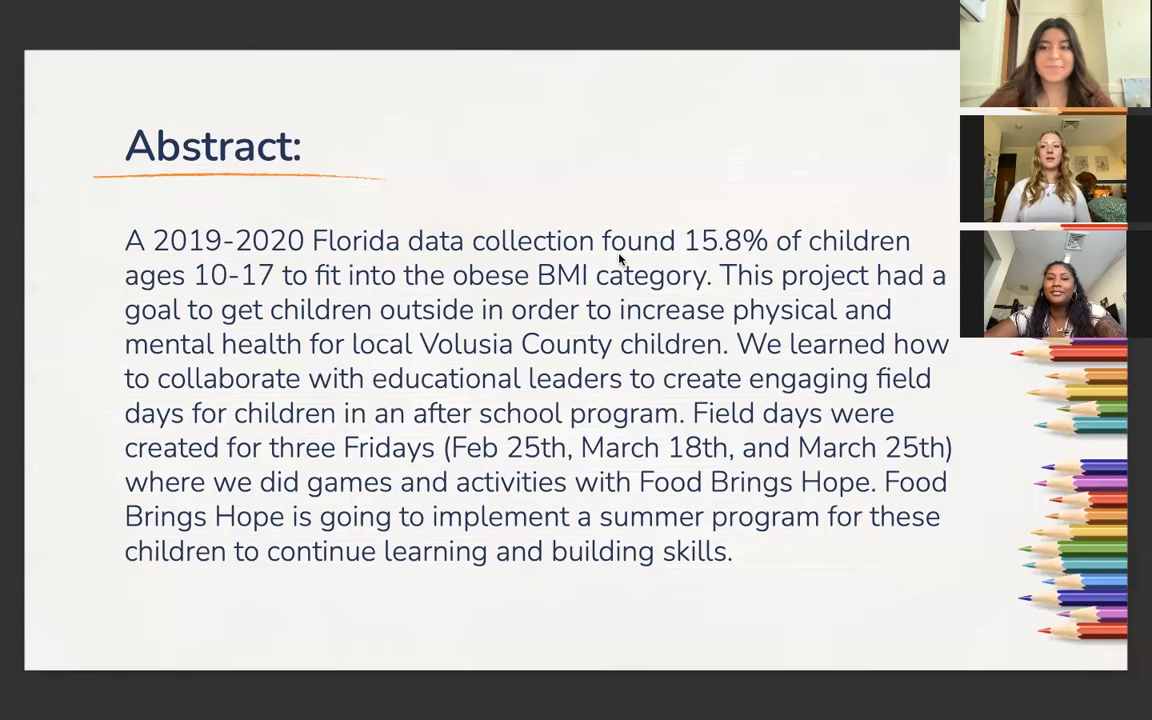 Abstract:
A 2019-2020 Florida data collection found 15.8% of children
ages 10-17 to fit into the obese BMI category. This project had a
goal to get children outside in order to increase physical and
mental health for local Volusia County children. We learned how
to collaborate with educational leaders to create engaging field
days for children in an after school program. Field days were
created for three Fridays (Feb 25th, March 18th, and March 25th)
where we did games and activities with Food Brings Hope. Food
Brings Hope is going to implement a summer program for these
children to continue learning and building skills.